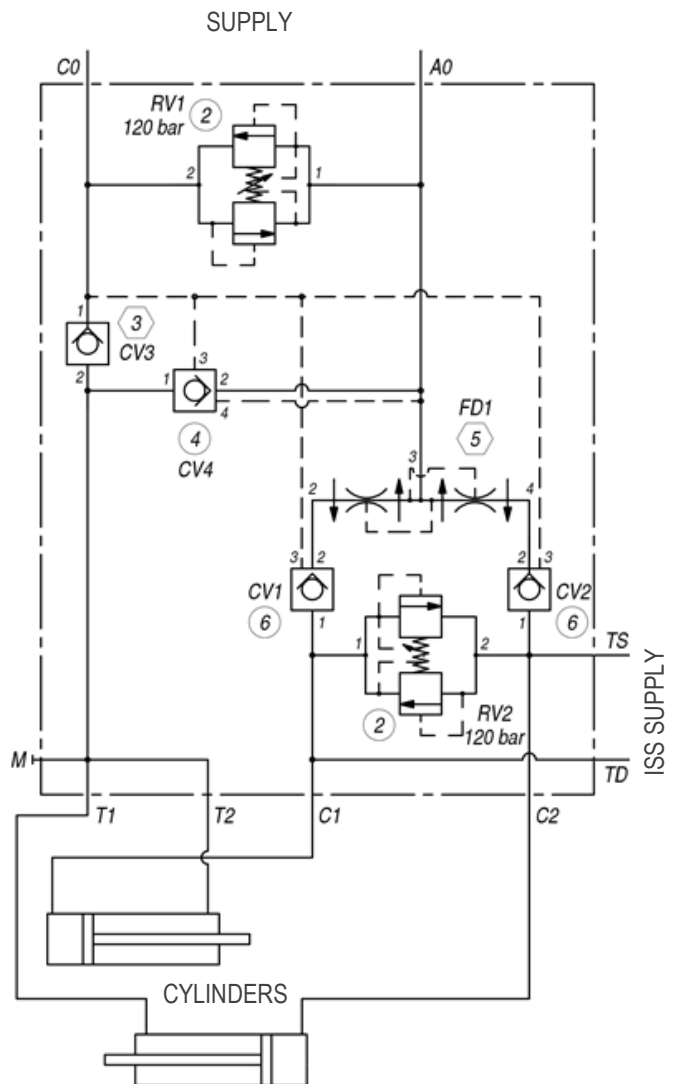 SUPPLY
C0
A0
RV1
120 bar
2
2
1
1
3
CV3
2
3
1
2
4
4
CV4
FD1
5
3
2
4
3
2
CV1
6
1
2
3
CV2
6
1
1
2
2
RV2
120 bar
TS
ISS SUPPLY
TD
M
T1
T2
C1
C2
CYLINDERS